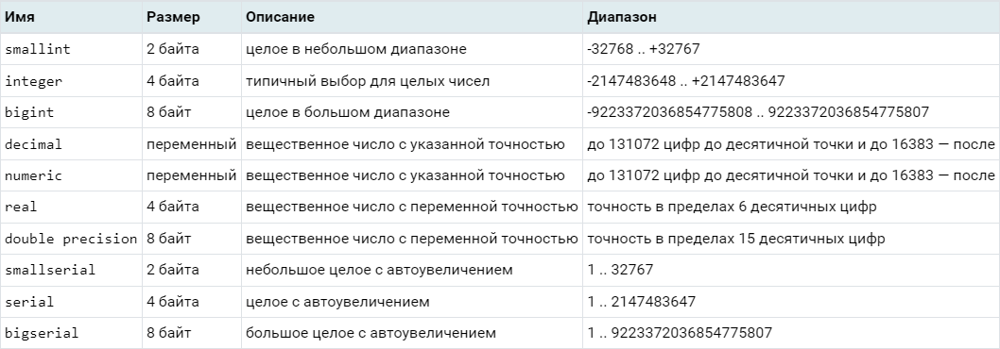 Имя Размер Описание Диапазон
smallint 2 байта целое в небольшом диапазоне -32768 .. +32767
integer 4 байта типичный выбор для целых чисел -2147483648 .. +2147483647
bigint 8 байт целое в большом диапазоне -9223372036854775808 .. 9223372036854775807
decimal переменный вещественное число с указанной точностью до 131072 цифр до десятичной точки и до 16383 — после
numeric переменный вещественное число с указанной точностью до 131072 цифр до десятичной точки и до 16383 — после
real 4 байта вещественное число с переменной точностью точность в пределах 6 десятичных цифр
double precision 8 байт вещественное число с переменной точностью точность в пределах 15 десятичных цифр
smallserial 2 байта небольшое целое с автоувеличением 1 .. 32767
serial 4 байта целое с автоувеличением 1 .. 2147483647
bigserial 8 байт большое целое с автоувеличением 1 .. 9223372036854775807